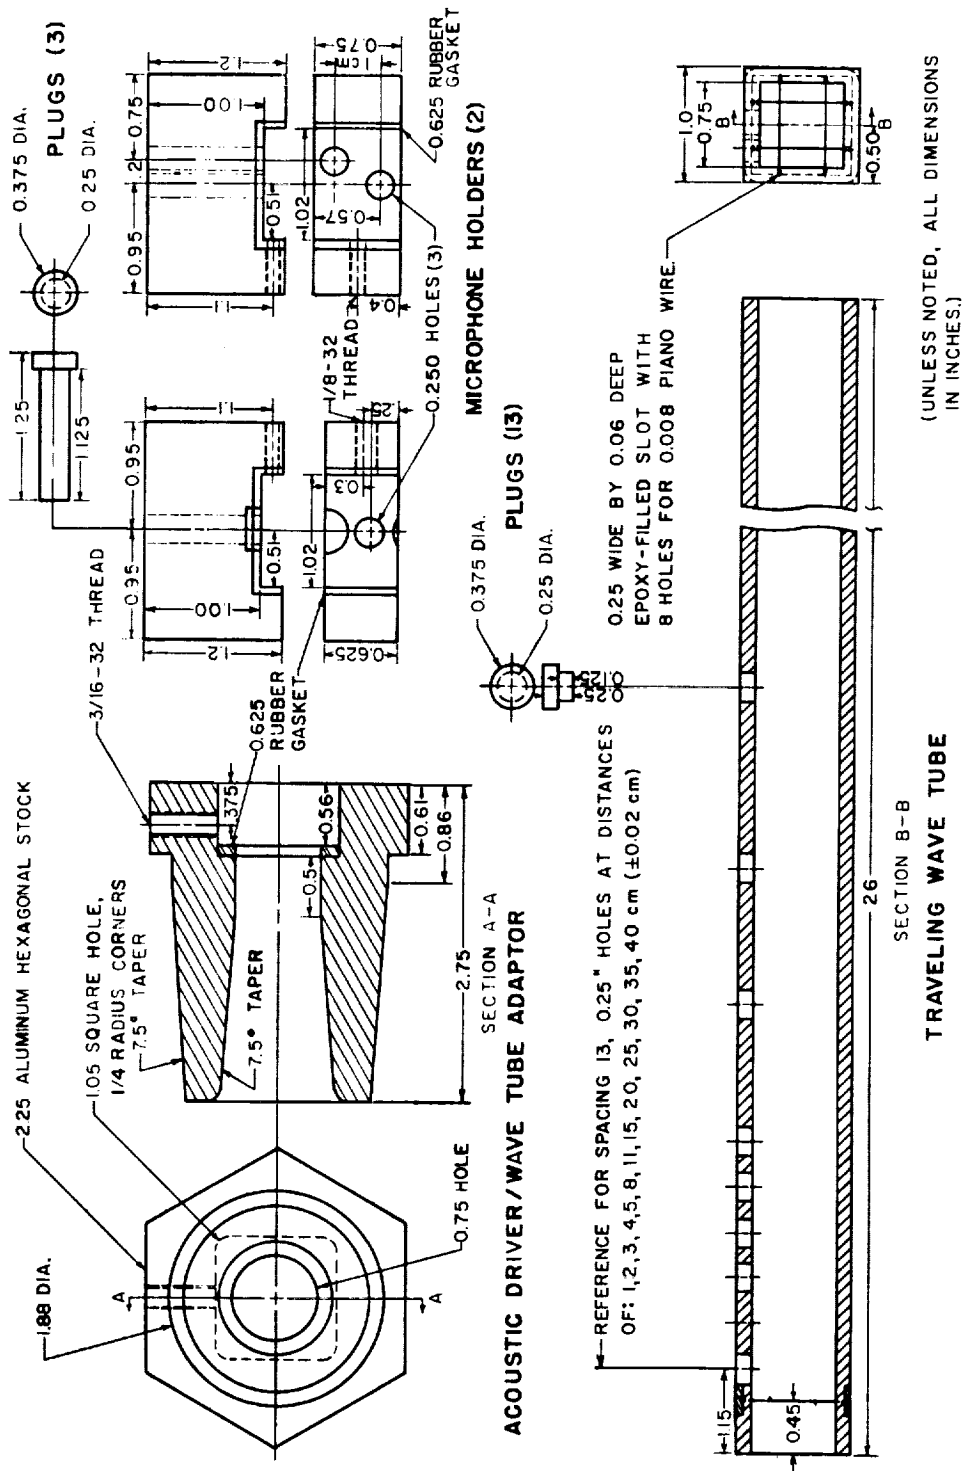 2.25 ALUMINUM HEXAGONAL STOCK
1.88 DIA.
1.05 SQUARE HOLE,
1/4 RADIUS CORNERS
7.5° TAPER
7.5° TAPER
A
A
0.75 HOLE
3/16-32 THREAD
.375
0.56
0.61
0.86
0.5
2.75
0.625
RUBBER
GASKET
SECTION A-A
ACOUSTIC DRIVER/WAVE TUBE ADAPTOR
0.375 DIA.
PLUGS (3)
0.25 DIA.
1.25
1.125
0.95
0.95
1.1
1.00
1.2
0.51
1.02
0.3
.25
0.625
1/8-32
THREAD
0.250 HOLES (3)
0.95
.2
0.75
1.1
1.00
1.2
0.51
1.02
0.57
0.4
1cm
0.75
0.625 RUBBER
GASKET
MICROPHONE HOLDERS (2)
PLUGS (13)
0.375 DIA.
0.25 DIA.
0.125
0.25
REFERENCE FOR SPACING 13, 0.25" HOLES AT DISTANCES
OF: 1,2,3,4,5,8,11,15,20,25,30,35,40 cm (±0.02 cm)
0.25 WIDE BY 0.06 DEEP
EPOXY-FILLED SLOT WITH
8 HOLES FOR 0.008 PIANO WIRE.
1.0
0.75
B
B
0.50
1.15
0.45
26
SECTION B-B
TRAVELING WAVE TUBE
(UNLESS NOTED, ALL DIMENSIONS
IN INCHES.)